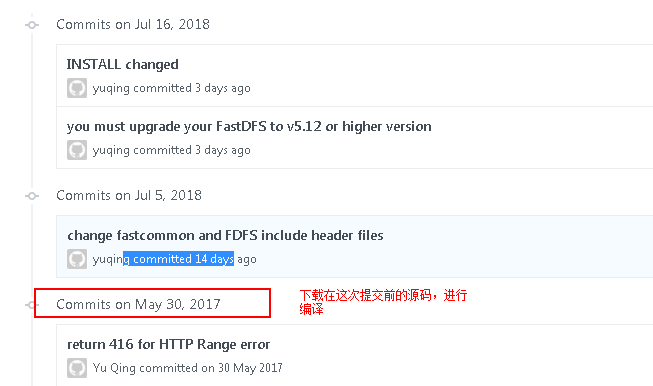 Commits on Jul 16, 2018
INSTALL changed
yuqing committed 3 days ago
you must upgrade your FastDFS to v5.12 or higher version
yuqing committed 3 days ago
Commits on Jul 5, 2018
change fastcommon and FDFS include header files
yuqing committed 14 days ago
Commits on May 30, 2017
下载在这次提交前的源码，进行
编译
return 416 for HTTP Range error
Yu Qing committed on 30 May 2017